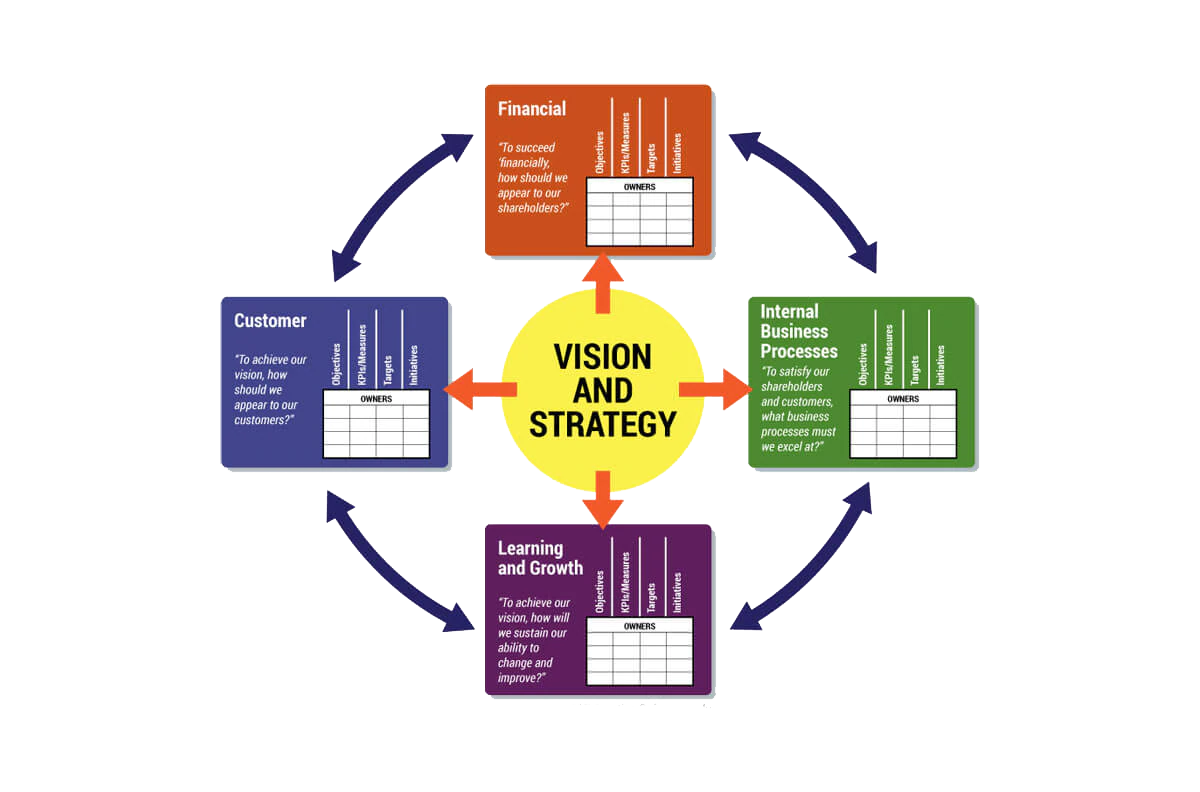 Financial
“To succeed
‘financially,
how should we
appear to our
shareholders?”
Objectives
KPIs/Measures
Targets
Initiatives
OWNERS
Customer
“To achieve our
vision, how
should we
appear to our
customers?”
Objectives
KPIs/Measures
Targets
Initiatives
OWNERS
VISION
AND
STRATEGY
Internal
Business
Processes
“To satisfy our
shareholders
and customers,
what business
processes must
we excel at?”
Objectives
KPIs/Measures
Targets
Initiatives
OWNERS
Learning
and Growth
“To achieve our
vision, how will
we sustain our
ability to
change and
improve?”
Objectives
KPIs/Measures
Targets
Initiatives
OWNERS